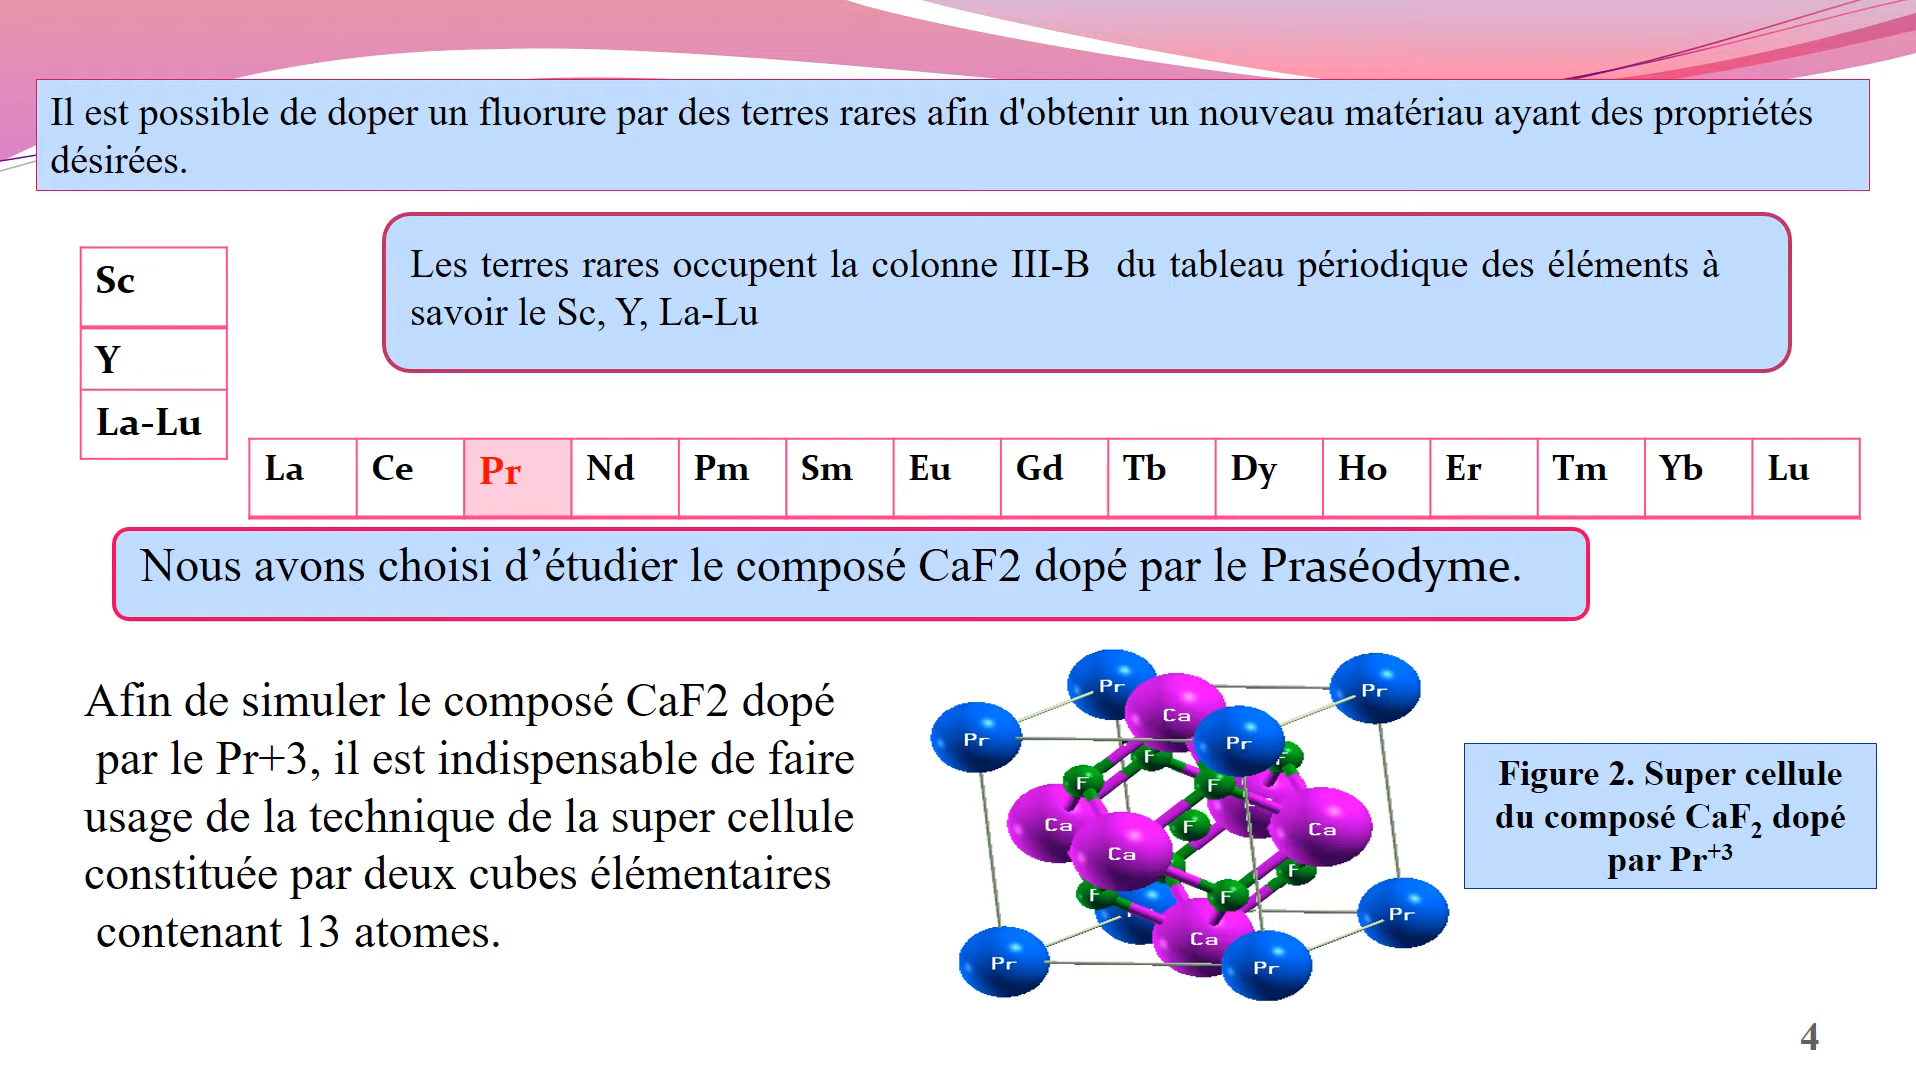 Il est possible de doper un fluorure par des terres rares afin d'obtenir un nouveau matériau ayant des propriétés
désirées.
Les terres rares occupent la colonne III-B du tableau périodique des éléments à
savoir le Sc, Y, La-Lu
Sc
Y
La-Lu
La Ce Pr Nd Pm Sm Eu Gd Tb Dy Ho Er Tm Yb Lu
Nous avons choisi d’étudier le composé CaF2 dopé par le Praséodyme.
Afin de simuler le composé CaF2 dopé
par le Pr+3, il est indispensable de faire
usage de la technique de la super cellule
constituée par deux cubes élémentaires
contenant 13 atomes.
Pr Pr
Ca
Pr Pr
F F
F F
Ca F Ca
Ca
F
F F
Pr
Ca
Pr Pr
Figure 2. Super cellule
du composé CaF₂ dopé
par Pr⁺³
4